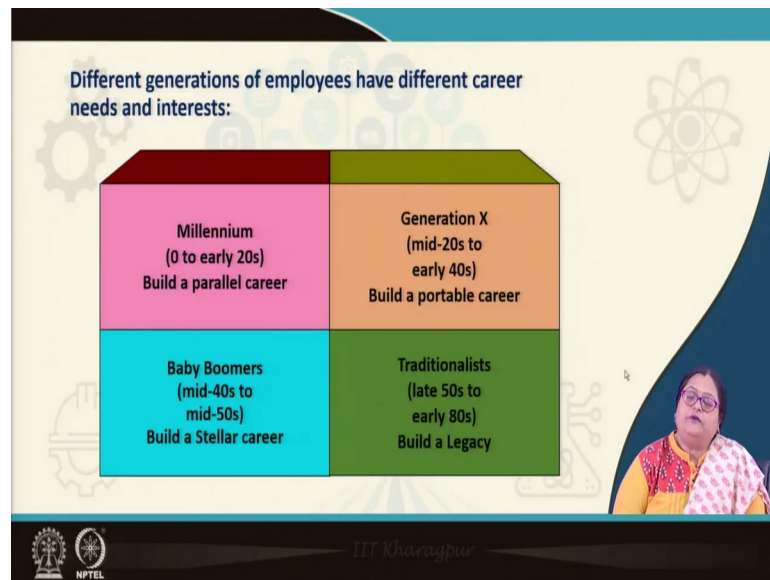 Different generations of employees have different career
needs and interests:
Millennium
(0 to early 20s)
Build a parallel career
Generation X
(mid-20s to
early 40s)
Build a portable career
Baby Boomers
(mid-40s to
mid-50s)
Build a Stellar career
Traditionalists
(late 50s to
early 80s)
Build a Legacy
NPTEL
IIT Kharagpur